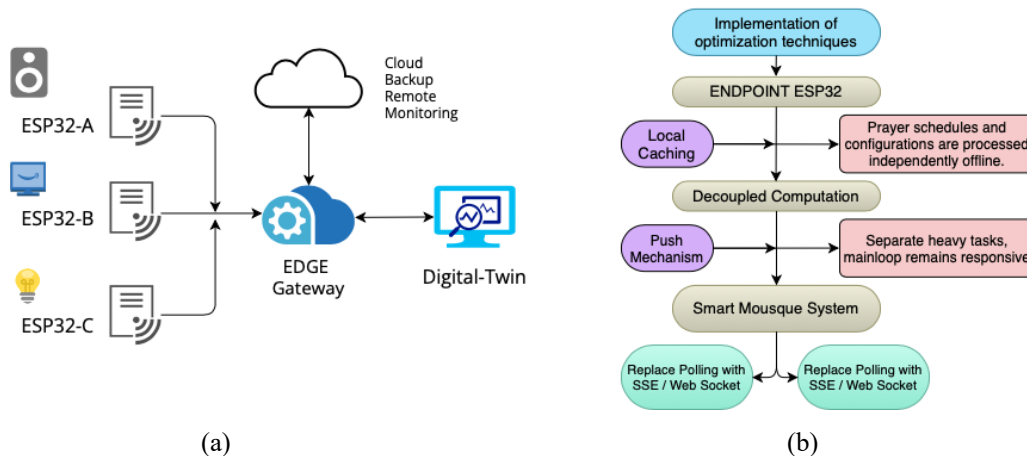 ESP32-A
ESP32-B
ESP32-C
Cloud
Backup
Remote
Monitoring
EDGE
Gateway
Digital-Twin
(a)
Implementation of
optimization techniques
ENDPOINT ESP32
Local
Caching
Prayer schedules and
configurations are processed
independently offline.
Decoupled Computation
Push
Mechanism
Separate heavy tasks,
mainloop remains responsive
Smart Mousque System
Replace Polling with
SSE / Web Socket
Replace Polling with
SSE / Web Socket
(b)